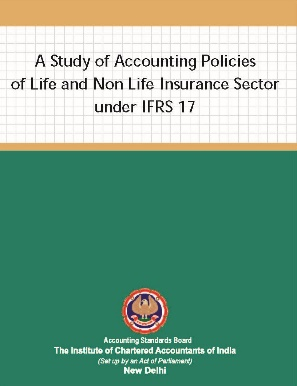 A Study of Accounting Policies
of Life and Non Life Insurance Sector
under IFRS 17
Accounting Standards Board
The Institute of Chartered Accountants of India
(Set up by an Act of Parliament)
New Delhi